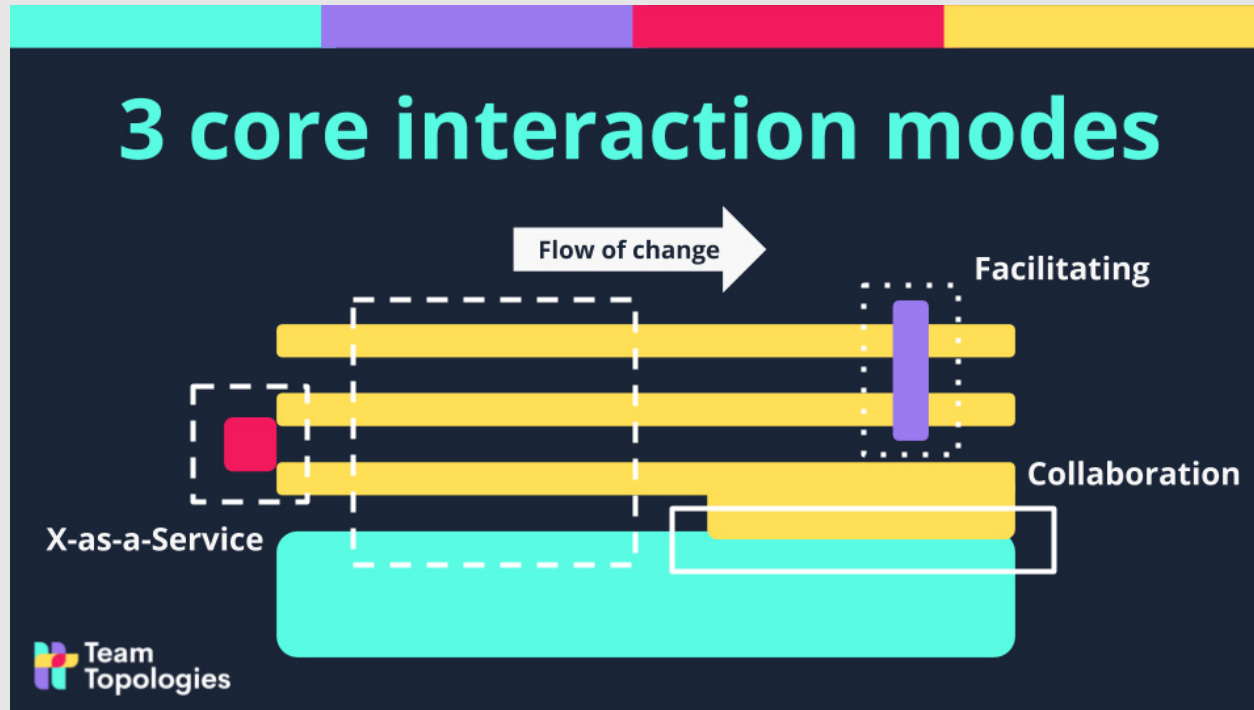 3 core interaction modes
Flow of change
Facilitating
Collaboration
X-as-a-Service
Team
Topologies